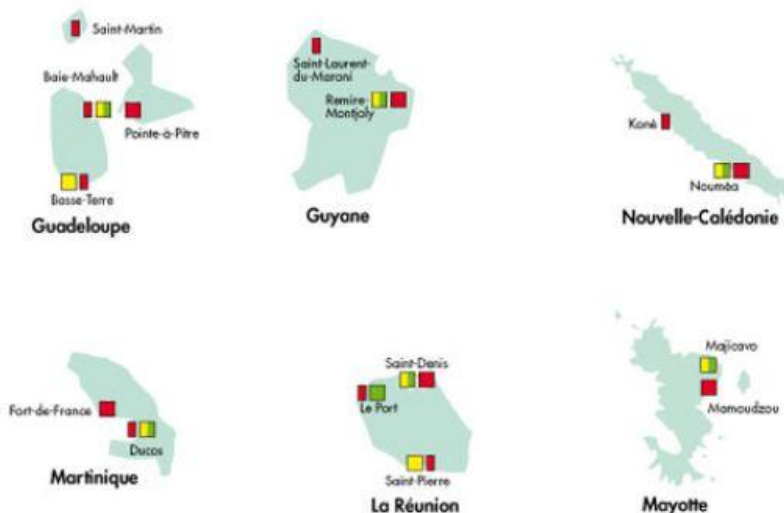 Saint-Martin
Baie-Mahault
Pointe-à-Pitre
Basse-Terre
Guadeloupe
Saint-Laurent-
du-Maroni
Remire-
Montjoly
Guyane
Koné
Nouméa
Nouvelle-Calédonie
Fort-de-France
Ducos
Martinique
Saint-Denis
Le Port
Saint-Pierre
La Réunion
Majicavo
Mamoudzou
Mayotte